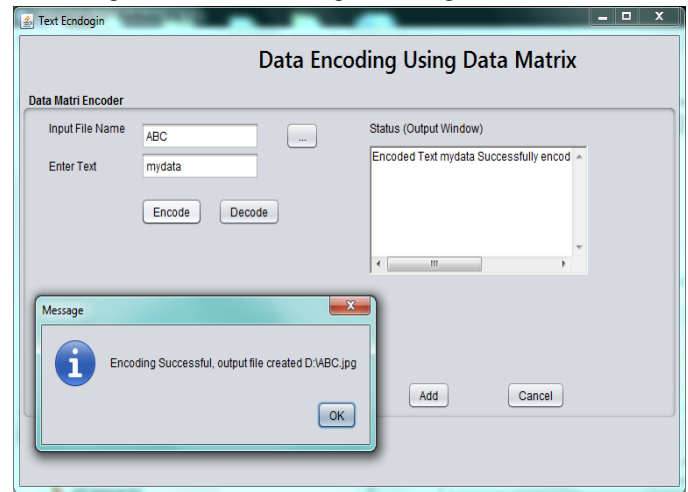 Text Ecndogin
Data Encoding Using Data Matrix
Data Matri Encoder
Input File Name
ABC
...
Status (Output Window)
Enter Text
mydata
Encoded Text mydata Successfully encod
Encode
Decode
Message
Encoding Successful, output file created D:\ABC.jpg
OK
Add
Cancel